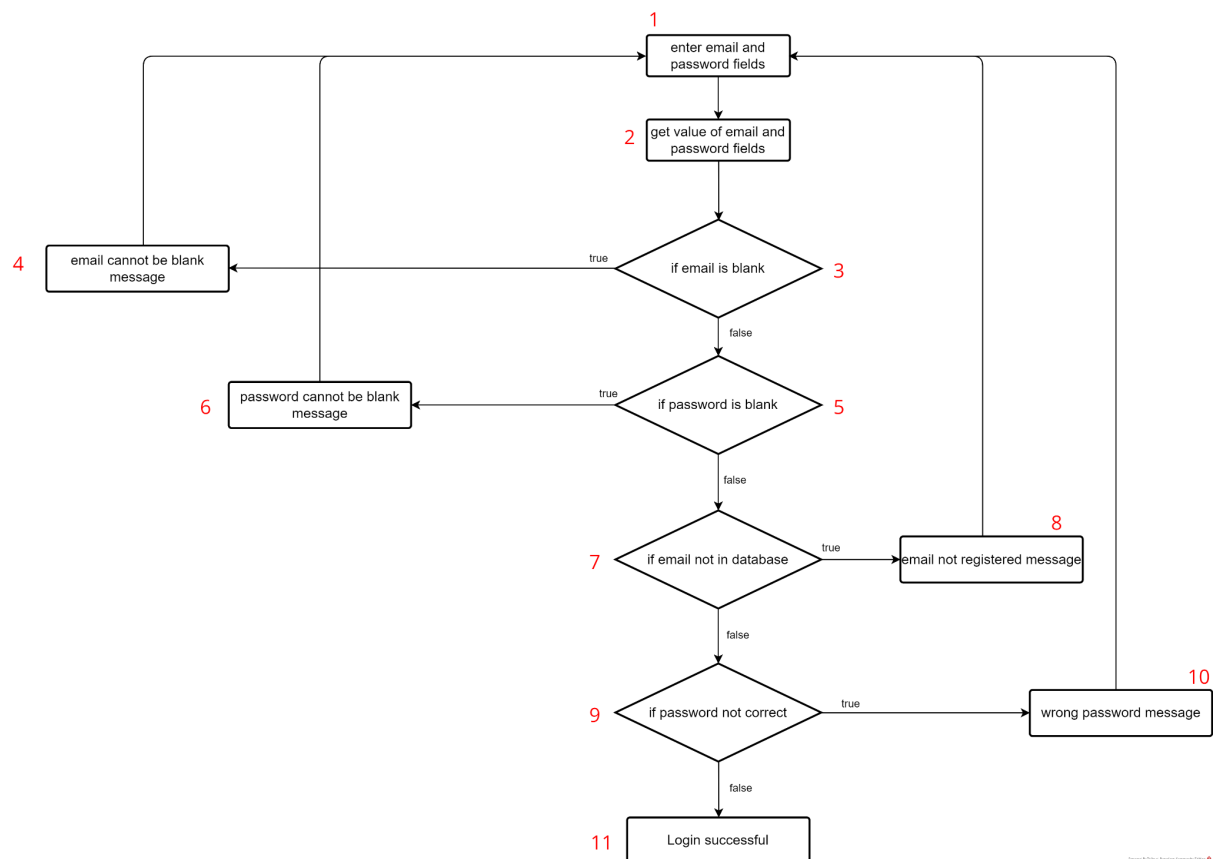 1
enter email and
password fields
2
get value of email and
password fields
4
email cannot be blank
message
true
if email is blank
3
false
6
password cannot be blank
message
true
if password is blank
5
false
7
if email not in database
true
8
email not registered message
false
9
if password not correct
true
10
wrong password message
false
11
Login successful